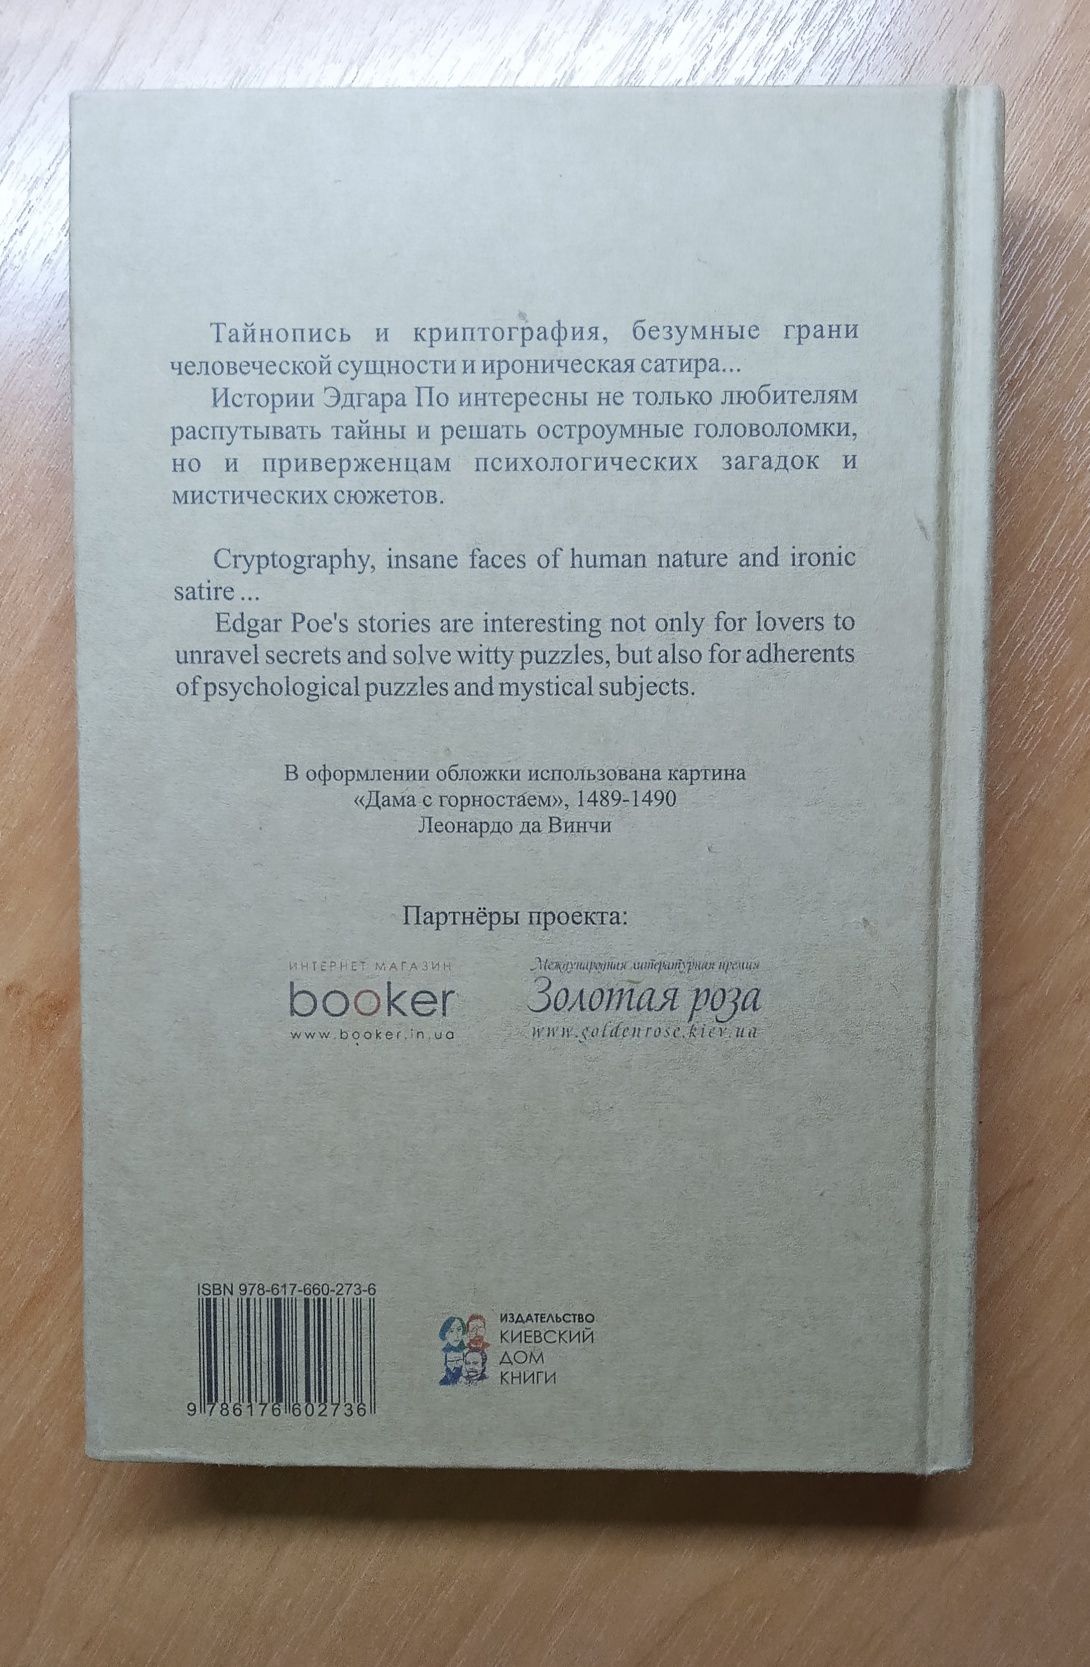 Тайнопись и криптография, безумные грани
человеческой сущности и ироническая сатира...
Истории Эдгара По интересны не только любителям
распутывать тайны и решать остроумные головоломки,
но и приверженцам психологических загадок и
мистических сюжетов.
Cryptography, insane faces of human nature and ironic
satire ...
Edgar Poe's stories are interesting not only for lovers to
unravel secrets and solve witty puzzles, but also for adherents
of psychological puzzles and mystical subjects.
В оформлении обложки использована картина
«Дама с горностаем», 1489-1490
Леонардо да Винчи
Партнёры проекта:
ИНТЕРНЕТ МАГАЗИН
booker
www.booker.in.ua
Международная литературная премия
Золотая роза
www.goldenrose.kiev.ua
ISBN 978-617-660-273-6
9 786176 602736
ИЗДАТЕЛЬСТВО
КИЕВСКИЙ
ДОМ
КНИГИ